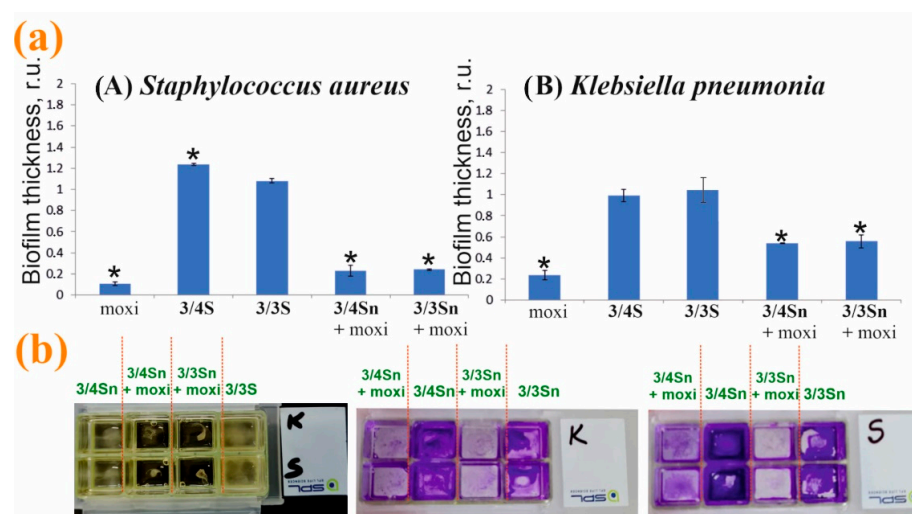 (a)
(A) Staphylococcus aureus
Biofilm thickness, r.u.
2
1.8
1.6
1.4
1.2
1
0.8
0.6
0.4
0.2
0
*
*
*
*
moxi
3/4S
3/3S
3/4Sn
+ moxi
3/3Sn
+ moxi
(B) Klebsiella pneumonia
Biofilm thickness, r.u.
2
1.8
1.6
1.4
1.2
1
0.8
0.6
0.4
0.2
0
*
*
*
moxi
3/4S
3/3S
3/4Sn
+ moxi
3/3Sn
+ moxi
(b)
3/4Sn
3/4Sn
+ moxi
3/3Sn
+ moxi
3/3S
K
S
SPL
3/4Sn
+ moxi
3/4Sn
3/3Sn
+ moxi
3/3Sn
K
SPL
3/4Sn
+ moxi
3/4Sn
3/3Sn
+ moxi
3/3Sn
S
SPL